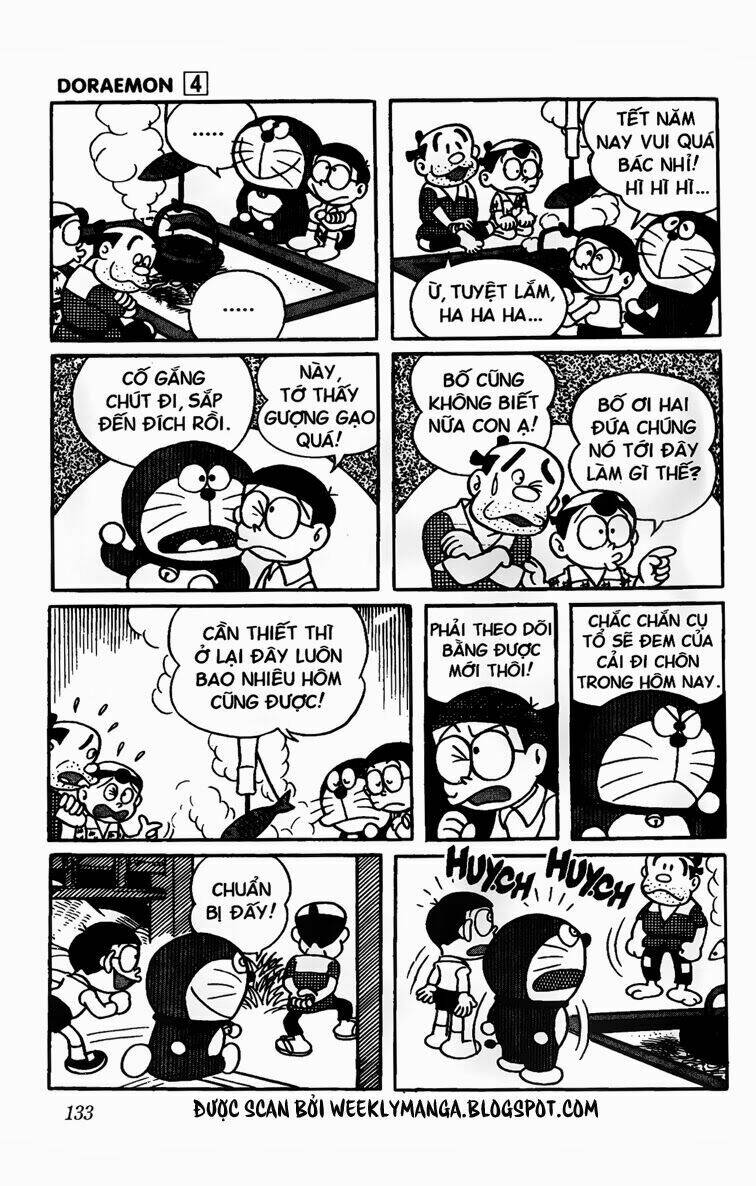 DORAEMON 4
TẾT NĂM
NAY VUI QUÁ
BÁC NHỈ!
HÌ HÌ HÌ...
Ừ, TUYỆT LẮM,
HA HA HA...
.....
.....
BỐ ƠI HAI
ĐỨA CHÚNG
NÓ TỚI ĐÂY
LÀM GÌ THẾ?
BỐ CŨNG
KHÔNG BIẾT
NỮA CON Ạ!
NÀY,
TỚ THẤY
GƯỢNG GẠO
QUÁ!
CỐ GẮNG
CHÚT ĐI, SẮP
ĐẾN ĐÍCH RỒI.
CHẮC CHẮN CỤ
TỔ SẼ ĐEM CỦA
CẢI ĐI CHÔN
TRONG HÔM NAY.
PHẢI THEO DÕI
BẰNG ĐƯỢC
MỚI THÔI!
CẦN THIẾT THÌ
Ở LẠI ĐÂY LUÔN
BAO NHIÊU HÔM
CŨNG ĐƯỢC!
HUỴCH HUỴCH
CHUẨN
BỊ ĐẤY!
133
ĐƯỢC SCAN BỞI WEEKLYMANGA.BLOGSPOT.COM